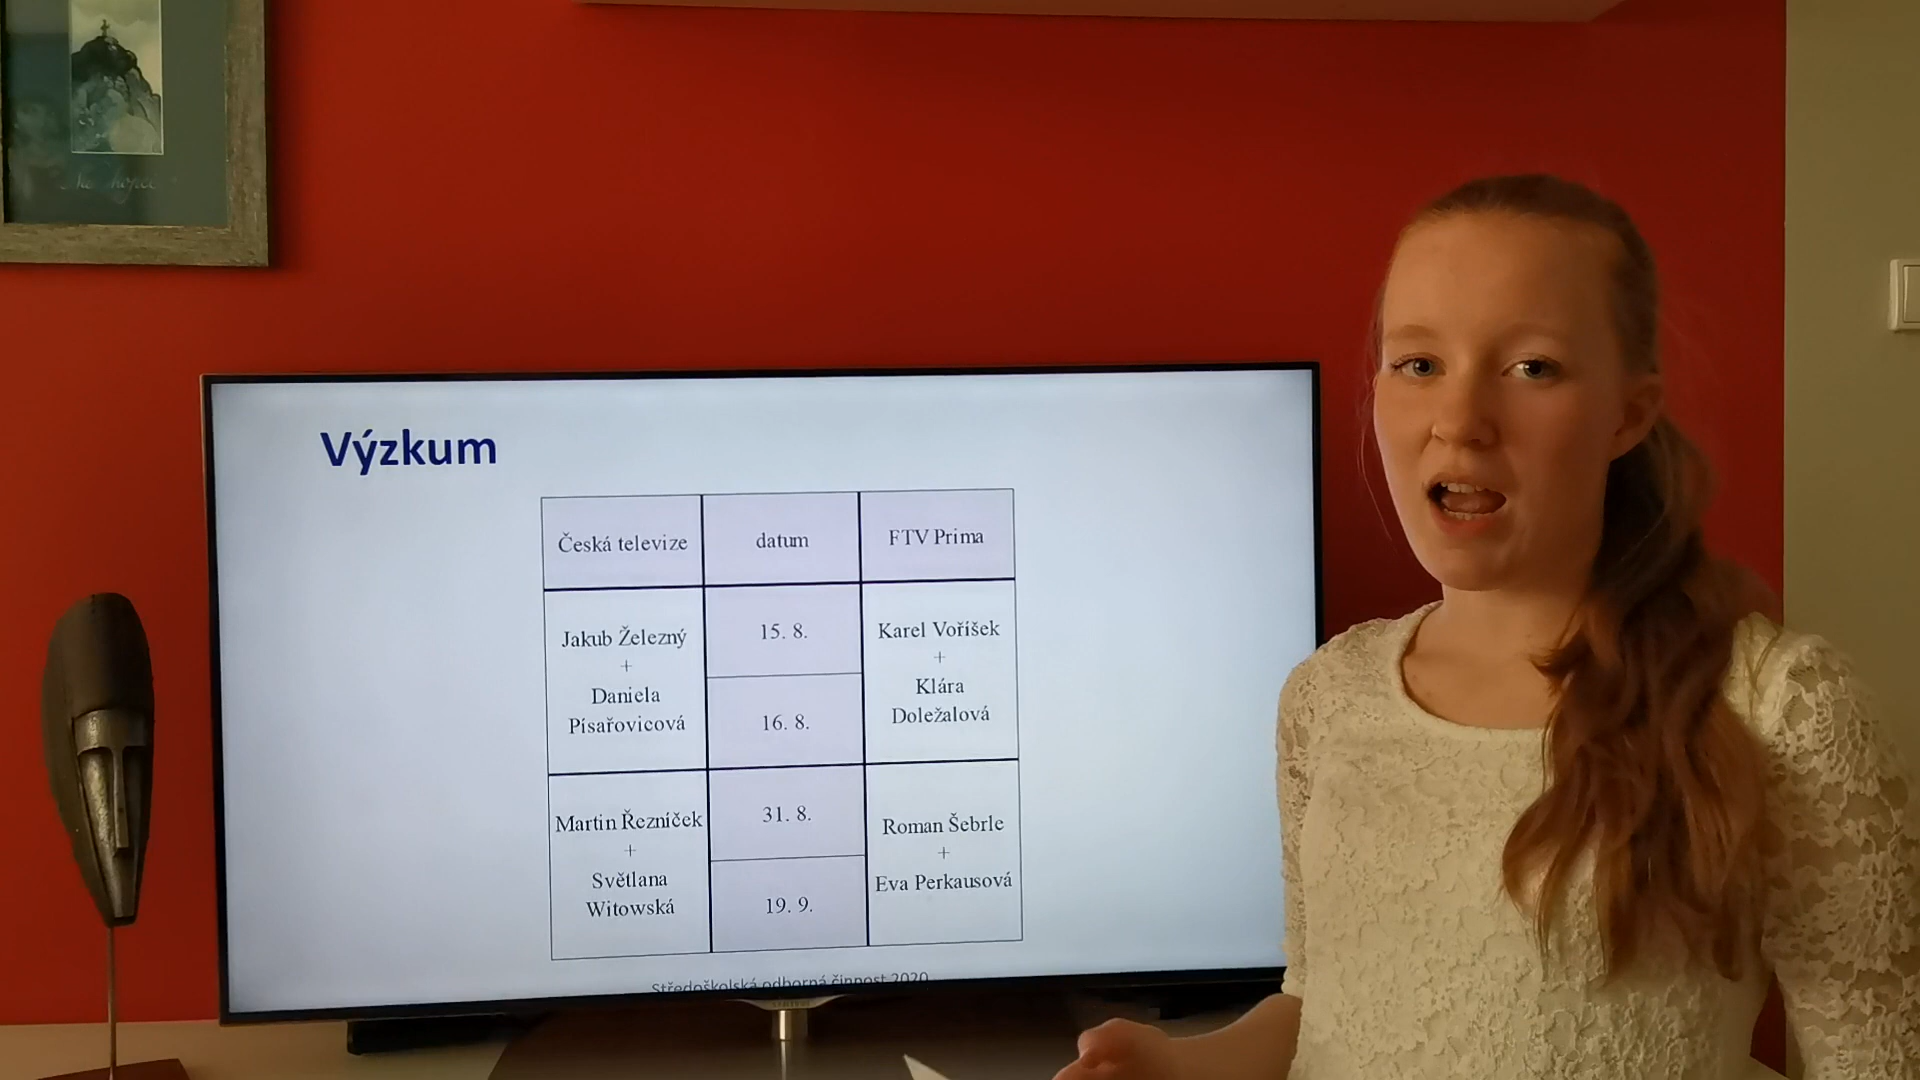 Výzkum
Česká televize
datum
FTV Prima
Jakub Železný
+
Daniela
Písařovicová
15. 8.
16. 8.
Karel Voříšek
+
Klára
Doležalová
Martin Řezníček
+
Světlana
Witowská
31. 8.
19. 9.
Roman Šebrle
+
Eva Perkausová
Středoškolská odborná činnost 2020